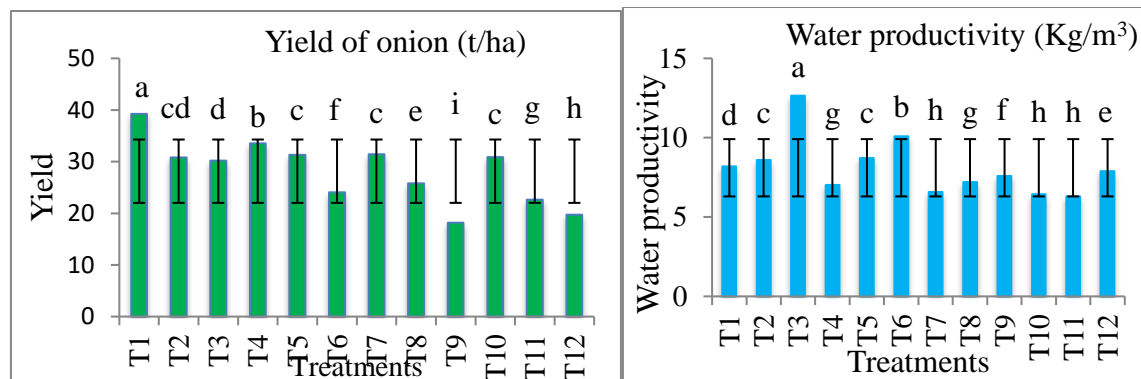 Yield of onion (t/ha)
50
40
30
20
10
0
Yield
a cd d b c f c e i c g h
T1 T2 T3 T4 T5 T6 T7 T8 T9 T10 T11 T12
Treatments
Water productivity (Kg/m³)
15
10
5
0
Water productivity
d c a g c b h g f h h e
T1 T2 T3 T4 T5 T16 T7 T8 T9 T10 T11 T12
Treatments